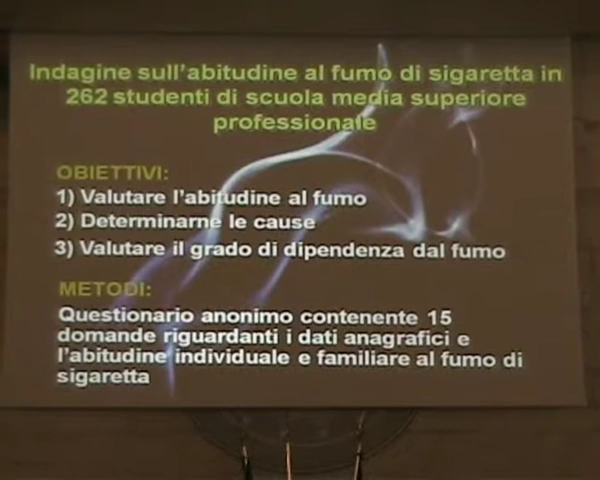 Indagine sull'abitudine al fumo di sigaretta in
262 studenti di scuola media superiore
professionale
OBIETTIVI:
1) Valutare l'abitudine al fumo
2) Determinarne le cause
3) Valutare il grado di dipendenza dal fumo
METODI:
Questionario anonimo contenente 15
domande riguardanti i dati anagrafici e
l'abitudine individuale e familiare al fumo di
sigaretta